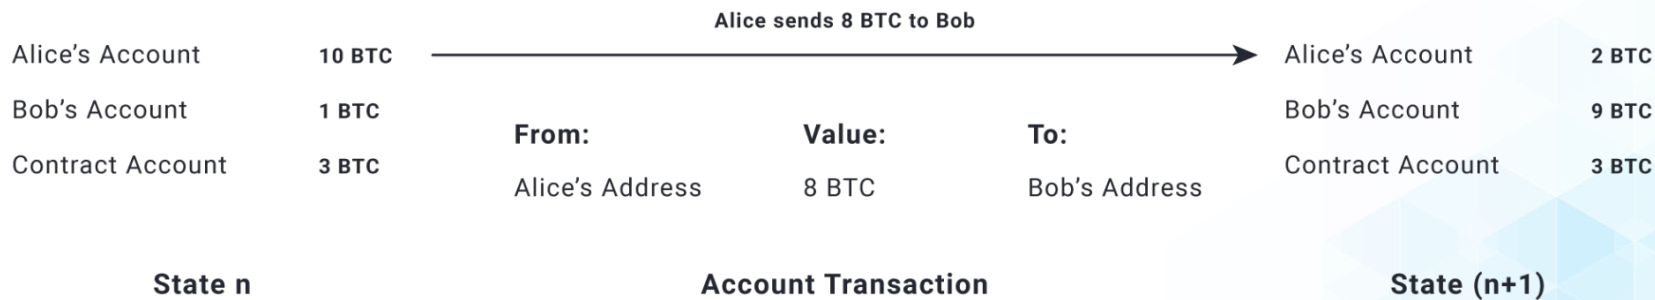 Alice sends 8 BTC to Bob
Alice's Account 10 BTC Alice's Account 2 BTC
Bob's Account 1 BTC Bob's Account 9 BTC
From: Value: To:
Contract Account 3 BTC Contract Account 3 BTC
Alice's Address 8 BTC Bob's Address
State n Account Transaction State (n+1)